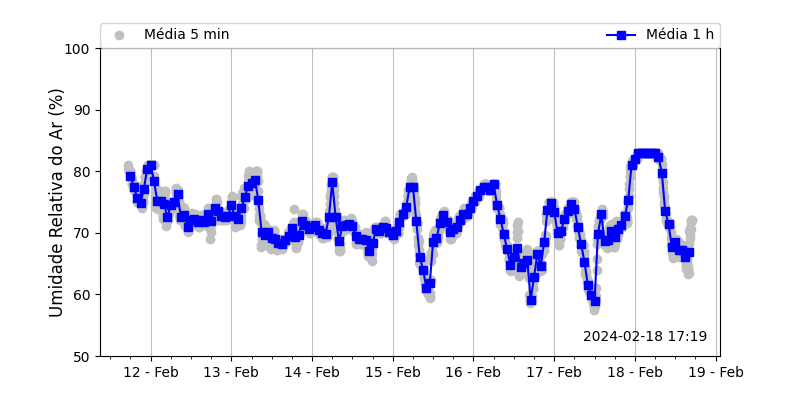 Média 5 min
Média 1 h
Umidade Relativa do Ar (%)
100
90
80
70
60
50
2024-02-18 17:19
12 - Feb
13 - Feb
14 - Feb
15 - Feb
16 - Feb
17 - Feb
18 - Feb
19 - Feb